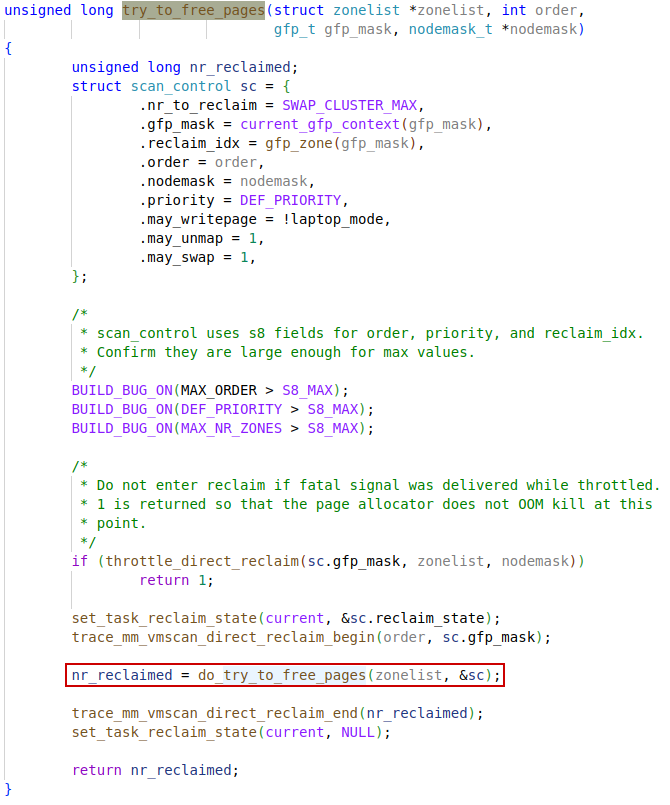 unsigned long try_to_free_pages(struct zonelist *zonelist, int order,
                                gfp_t gfp_mask, nodemask_t *nodemask)
{
        unsigned long nr_reclaimed;
        struct scan_control sc = {
                .nr_to_reclaim = SWAP_CLUSTER_MAX,
                .gfp_mask = current_gfp_context(gfp_mask),
                .reclaim_idx = gfp_zone(gfp_mask),
                .order = order,
                .nodemask = nodemask,
                .priority = DEF_PRIORITY,
                .may_writepage = !laptop_mode,
                .may_unmap = 1,
                .may_swap = 1,
        };

        /*
         * scan_control uses s8 fields for order, priority, and reclaim_idx.
         * Confirm they are large enough for max values.
         */
        BUILD_BUG_ON(MAX_ORDER > S8_MAX);
        BUILD_BUG_ON(DEF_PRIORITY > S8_MAX);
        BUILD_BUG_ON(MAX_NR_ZONES > S8_MAX);

        /*
         * Do not enter reclaim if fatal signal was delivered while throttled.
         * 1 is returned so that the page allocator does not OOM kill at this
         * point.
         */
        if (throttle_direct_reclaim(sc.gfp_mask, zonelist, nodemask))
                return 1;

        set_task_reclaim_state(current, &sc.reclaim_state);
        trace_mm_vmscan_direct_reclaim_begin(order, sc.gfp_mask);

        nr_reclaimed = do_try_to_free_pages(zonelist, &sc);

        trace_mm_vmscan_direct_reclaim_end(nr_reclaimed);
        set_task_reclaim_state(current, NULL);

        return nr_reclaimed;
}